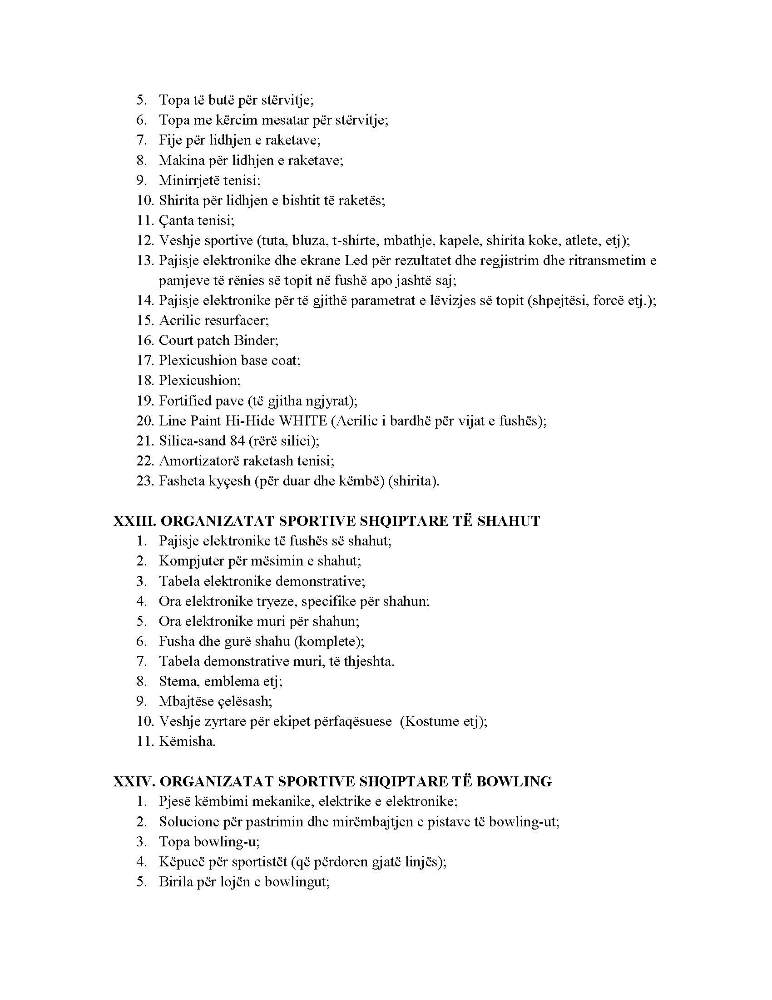 5. Topa të butë për stërvitje;
6. Topa me kërcim mesatar për stërvitje;
7. Fije për lidhjen e raketave;
8. Makina për lidhjen e raketave;
9. Minirrjetë tenisi;
10. Shirita për lidhjen e bishtit të raketës;
11. Çanta tenisi;
12. Veshje sportive (tuta, bluza, t-shirte, mbathje, kapele, shirita koke, atlete, etj);
13. Pajisje elektronike dhe ekrane Led për rezultatet dhe regjistrim dhe ritransmetim e
pamjeve të rënies së topit në fushë apo jashtë saj;
14. Pajisje elektronike për të gjithë parametrat e lëvizjes së topit (shpejtësi, forcë etj.);
15. Acrilic resurfacer;
16. Court patch Binder;
17. Plexicushion base coat;
18. Plexicushion;
19. Fortified pave (të gjitha ngjyrat);
20. Line Paint Hi-Hide WHITE (Acrilic i bardhë për vijat e fushës);
21. Silica-sand 84 (rërë silici);
22. Amortizatorë raketash tenisi;
23. Fasheta kyçesh (për duar dhe këmbë) (shirita).
XXIII. ORGANIZATAT SPORTIVE SHQIPTARE TË SHAHUT
1. Pajisje elektronike të fushës së shahut;
2. Kompjuter për mësimin e shahut;
3. Tabela elektronike demonstrative;
4. Ora elektronike tryeze, specifike për shahun;
5. Ora elektronike muri për shahun;
6. Fusha dhe gurë shahu (komplete);
7. Tabela demonstrative muri, të thjeshta.
8. Stema, emblema etj;
9. Mbajtëse çelësash;
10. Veshje zyrtare për ekipet përfaqësuese  (Kostume etj);
11. Këmisha.
XXIV. ORGANIZATAT SPORTIVE SHQIPTARE TË BOWLING
1. Pjesë këmbimi mekanike, elektrike e elektronike;
2. Solucione për pastrimin dhe mirëmbajtjen e pistave të bowling-ut;
3. Topa bowling-u;
4. Këpucë për sportistët (që përdoren gjatë linjës);
5. Birila për lojën e bowlingut;